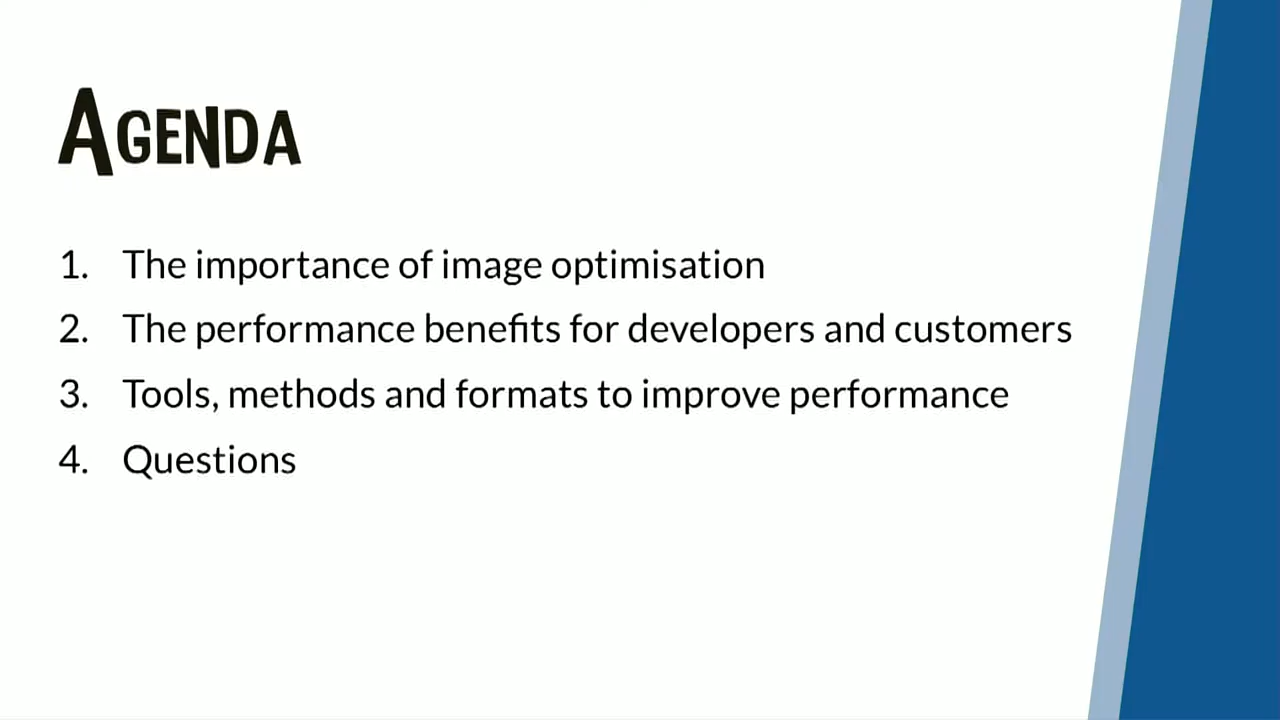 Agenda
1. The importance of image optimisation
2. The performance benefits for developers and customers
3. Tools, methods and formats to improve performance
4. Questions